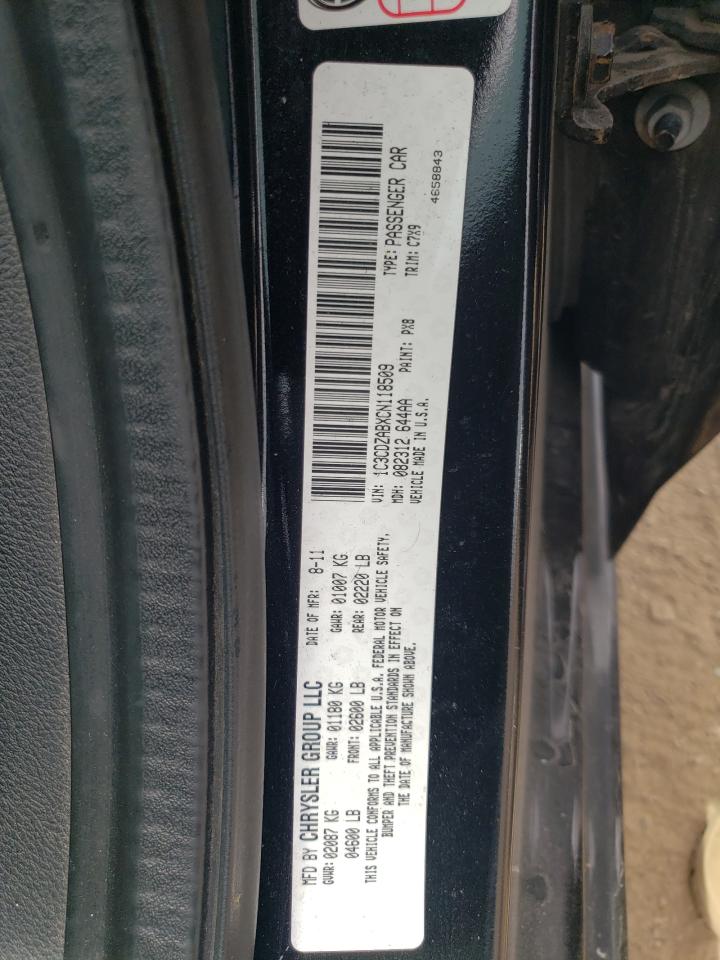 MFD BY CHRYSLER GROUP LLC DATE OF MFR: 8-11
GVWR: 02087 KG GAWR: 01180 KG GAWR: 01007 KG
04600 LB FRONT: 02600 LB REAR: 02220 LB
THIS VEHICLE CONFORMS TO ALL APPLICABLE U.S.A. FEDERAL MOTOR VEHICLE SAFETY,
BUMPER AND THEFT PREVENTION STANDARDS IN EFFECT ON
THE DATE OF MANUFACTURE SHOWN ABOVE.
VIN: 1C3CDZABXCN118509 TYPE: PASSENGER CAR
MDH: 082312 644AA PAINT: PX8 TRIM: C7X9
VEHICLE MADE IN U.S.A.
4658843